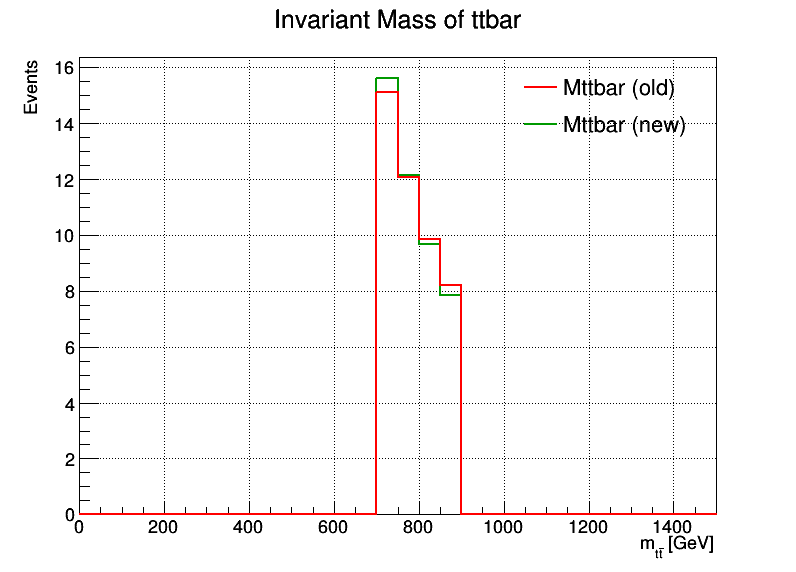 Invariant Mass of ttbar
Events
16
14
12
10
8
6
4
2
0
Mttbar (old)
Mttbar (new)
0 200 400 600 800 1000 1200 1400
m_tt̄ [GeV]